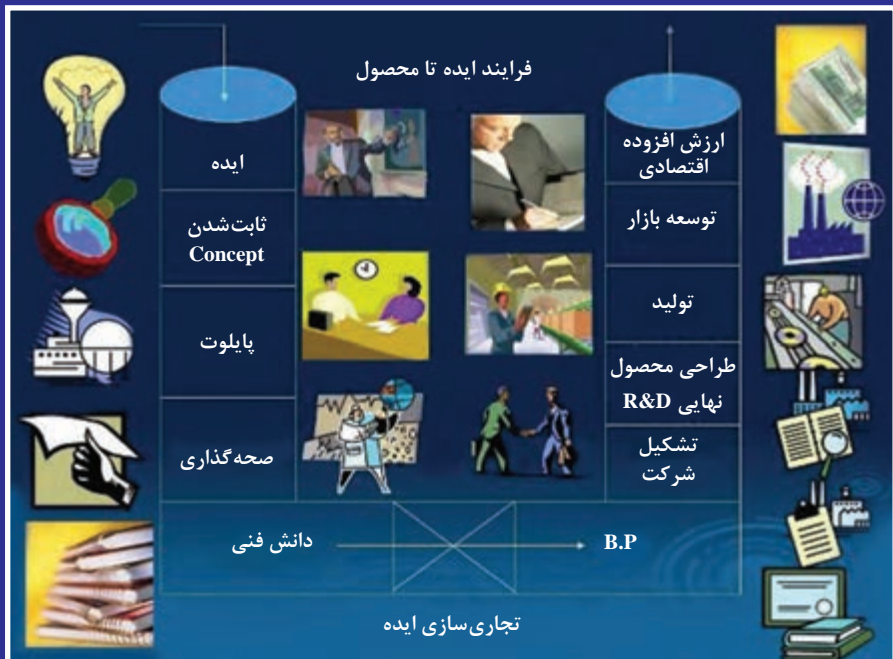 فرایند ایده تا محصول
ایده
ثابت‌شدن
Concept
پایلوت
صحه‌گذاری
دانش فنی
B.P
تشکیل
شرکت
طراحی محصول
نهایی R&D
تولید
توسعه بازار
ارزش افزوده
اقتصادی
تجاری‌سازی ایده